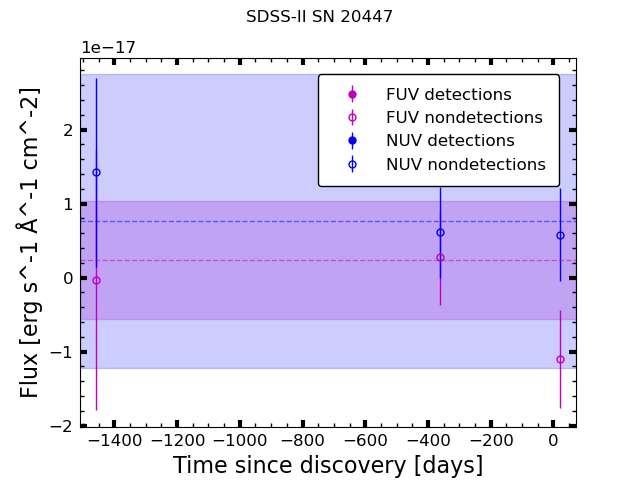 SDSS-II SN 20447
1e−17
FUV detections
FUV nondetections
NUV detections
NUV nondetections
2
1
0
−1
−2
Flux [erg s^-1 Å^-1 cm^-2]
−1400 −1200 −1000 −800 −600 −400 −200 0
Time since discovery [days]